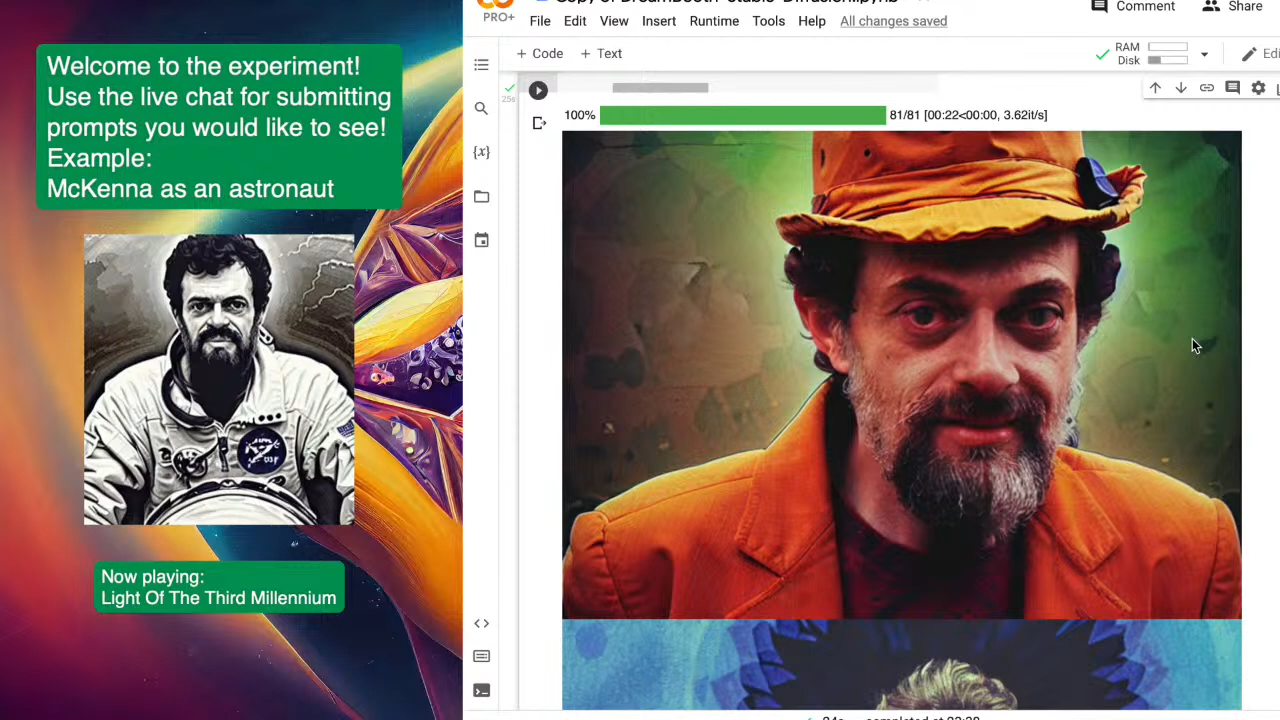 Welcome to the experiment!
Use the live chat for submitting
prompts you would like to see!
Example:
McKenna as an astronaut
Now playing:
Light Of The Third Millennium
PRO+
File Edit View Insert Runtime Tools Help All changes saved
Comment Share
+ Code + Text
RAM
Disk
25s
{x}
100% 81/81 [00:22<00:00, 3.62it/s]